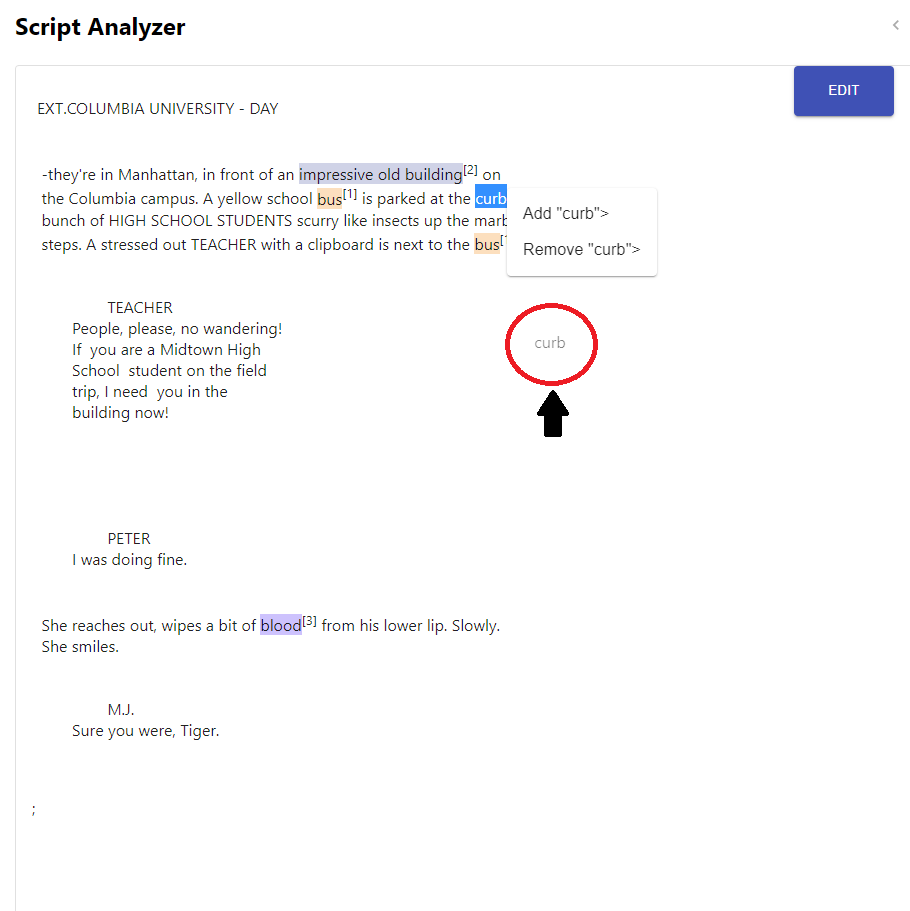 Script Analyzer
EDIT
EXT.COLUMBIA UNIVERSITY - DAY
-they're in Manhattan, in front of an impressive old building[2] on
the Columbia campus. A yellow school bus[1] is parked at the curb
bunch of HIGH SCHOOL STUDENTS scurry like insects up the
steps. A stressed out TEACHER with a clipboard is next to the bus
Add "curb">
Remove "curb">
TEACHER
People, please, no wandering!
If you are a Midtown High
School student on the field
trip, I need you in the
building now!
curb
PETER
I was doing fine.
She reaches out, wipes a bit of blood[3] from his lower lip. Slowly.
She smiles.
M.J.
Sure you were, Tiger.
;